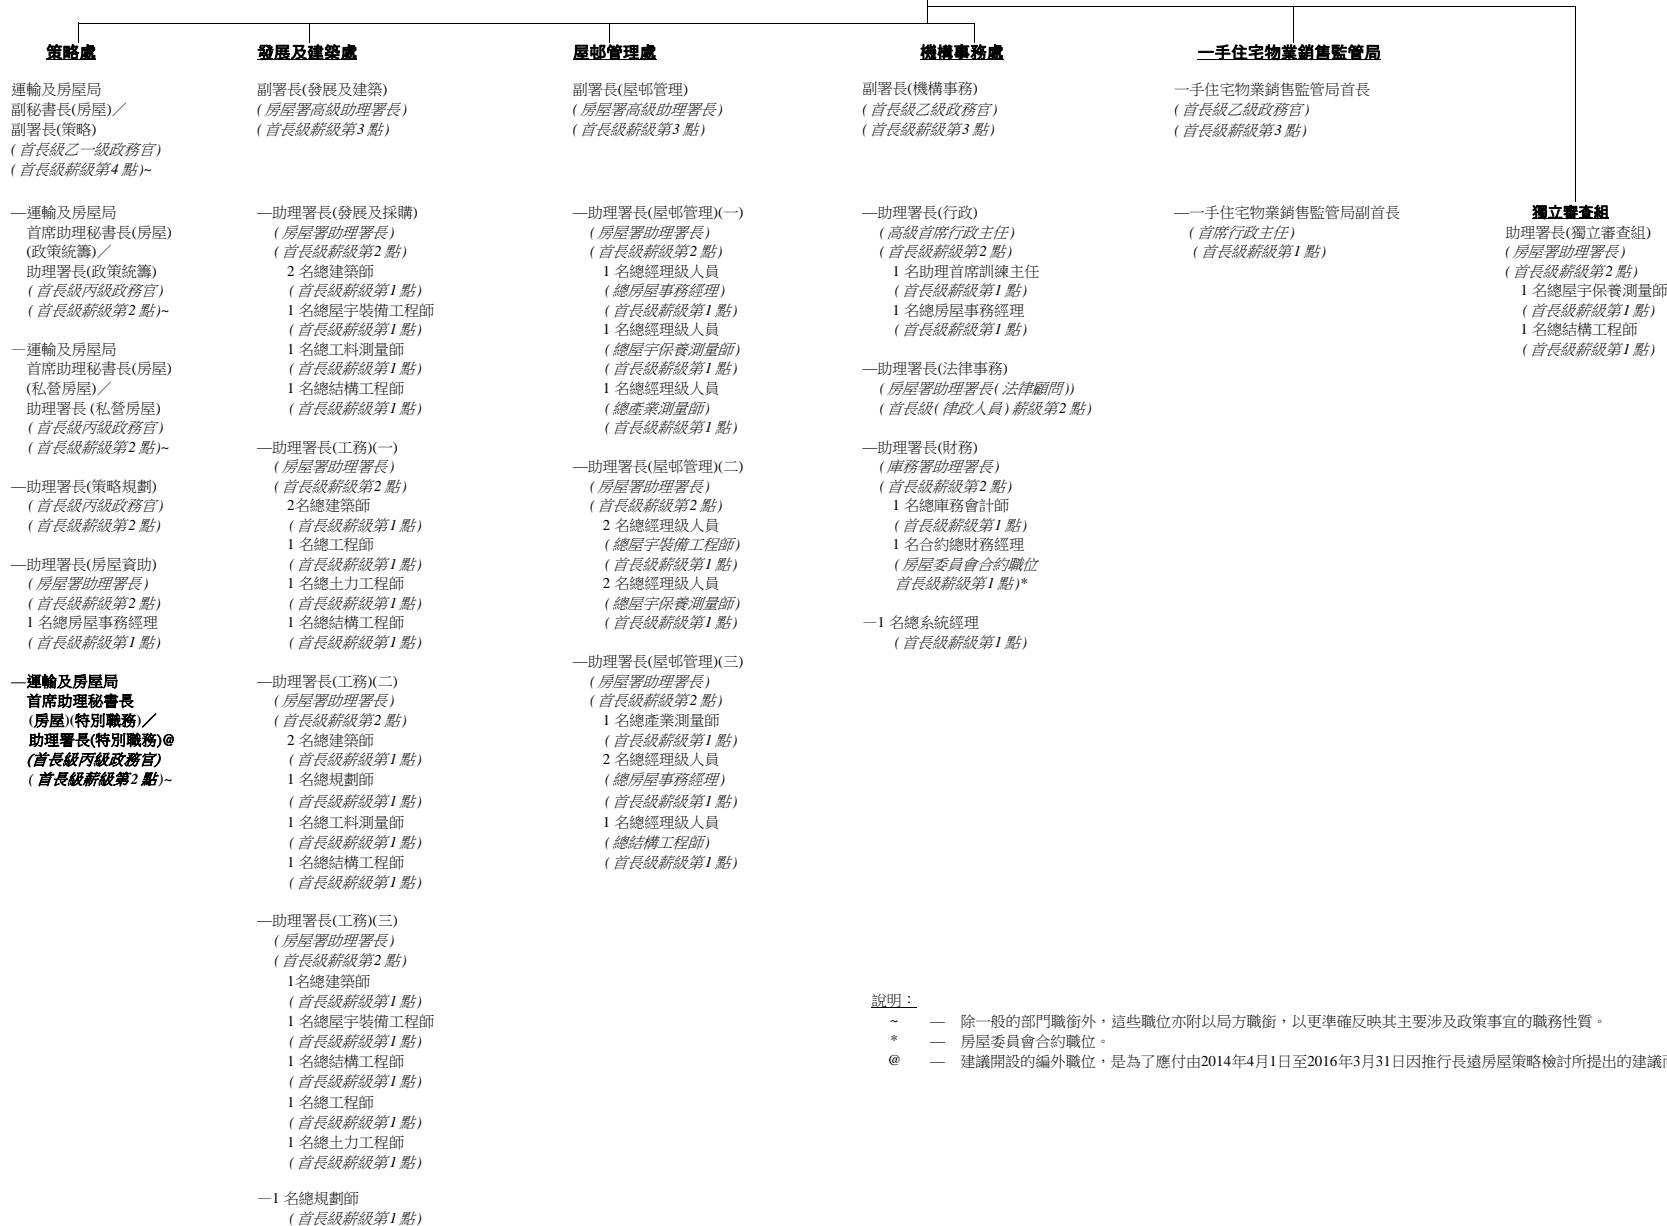 策略處
運輸及房屋局
副秘書長(房屋)／
副署長(策略)
(首長級乙一級政務官)
(首長級薪級第4點)~
—運輸及房屋局
首席助理秘書長(房屋)
(政策統籌)／
助理署長(政策統籌)
(首長級丙級政務官)
(首長級薪級第2點)~
—運輸及房屋局
首席助理秘書長(房屋)
(私營房屋)／
助理署長 (私營房屋)
(首長級丙級政務官)
(首長級薪級第2點)~
—助理署長(策略規劃)
(首長級丙級政務官)
(首長級薪級第2點)
—助理署長(房屋資助)
(房屋署助理署長)
(首長級薪級第2點)
1 名總房屋事務經理
(首長級薪級第1點)
—運輸及房屋局
首席助理秘書長
(房屋)(特別職務)／
助理署長(特別職務)@
(首長級丙級政務官)
(首長級薪級第2點)~
發展及建築處
副署長(發展及建築)
(房屋署高級助理署長)
(首長級薪級第3點)
—助理署長(發展及採購)
(房屋署助理署長)
(首長級薪級第2點)
2 名總建築師
(首長級薪級第1點)
1 名總屋宇裝備工程師
(首長級薪級第1點)
1 名總工料測量師
(首長級薪級第1點)
1 名總結構工程師
(首長級薪級第1點)
—助理署長(工務)(一)
(房屋署助理署長)
(首長級薪級第2點)
2名總建築師
(首長級薪級第1點)
1 名總工程師
(首長級薪級第1點)
1 名總土力工程師
(首長級薪級第1點)
1 名總結構工程師
(首長級薪級第1點)
—助理署長(工務)(二)
(房屋署助理署長)
(首長級薪級第2點)
2 名總建築師
(首長級薪級第1點)
1 名總規劃師
(首長級薪級第1點)
1 名總工料測量師
(首長級薪級第1點)
1 名總結構工程師
(首長級薪級第1點)
—助理署長(工務)(三)
(房屋署助理署長)
(首長級薪級第2點)
1名總建築師
(首長級薪級第1點)
1 名總屋宇裝備工程師
(首長級薪級第1點)
1 名總結構工程師
(首長級薪級第1點)
1 名總工程師
(首長級薪級第1點)
1 名總土力工程師
(首長級薪級第1點)
—1 名總規劃師
(首長級薪級第1點)
屋邨管理處
副署長(屋邨管理)
(房屋署高級助理署長)
(首長級薪級第3點)
—助理署長(屋邨管理)(一)
(房屋署助理署長)
(首長級薪級第2點)
1 名總經理級人員
(總房屋事務經理)
(首長級薪級第1點)
1 名總經理級人員
(總屋宇保養測量師)
(首長級薪級第1點)
1 名總經理級人員
(總產業測量師)
(首長級薪級第1點)
—助理署長(屋邨管理)(二)
(房屋署助理署長)
(首長級薪級第2點)
2 名總經理級人員
(總屋宇裝備工程師)
(首長級薪級第1點)
2 名總經理級人員
(總屋宇保養測量師)
(首長級薪級第1點)
—助理署長(屋邨管理)(三)
(房屋署助理署長)
(首長級薪級第2點)
1 名總產業測量師
(首長級薪級第1點)
2 名總經理級人員
(總房屋事務經理)
(首長級薪級第1點)
1 名總經理級人員
(總結構工程師)
(首長級薪級第1點)
機構事務處
副署長(機構事務)
(首長級乙級政務官)
(首長級薪級第3點)
—助理署長(行政)
(高級首席行政主任)
(首長級薪級第2點)
1 名助理首席訓練主任
(首長級薪級第1點)
1 名總房屋事務經理
(首長級薪級第1點)
—助理署長(法律事務)
(房屋署助理署長(法律顧問))
(首長級(律政人員)薪級第2點)
—助理署長(財務)
(庫務署助理署長)
(首長級薪級第2點)
1 名總庫務會計師
(首長級薪級第1點)
1 名合約總財務經理
(房屋委員會合約職位
首長級薪級第1點)*
—1 名總系統經理
(首長級薪級第1點)
一手住宅物業銷售監管局
一手住宅物業銷售監管局首長
(首長級乙級政務官)
(首長級薪級第3點)
—一手住宅物業銷售監管局副首長
(首席行政主任)
(首長級薪級第1點)
獨立審查組
助理署長(獨立審查組)
(房屋署助理署長)
(首長級薪級第2點)
1 名總屋宇保養測量師
(首長級薪級第1點)
1 名總結構工程師
(首長級薪級第1點)
說明：
~ — 除一般的部門職銜外，這些職位亦附以局方職銜，以更準確反映其主要涉及政策事宜的職務性質。
* — 房屋委員會合約職位。
@ — 建議開設的編外職位，是為了應付由2014年4月1日至2016年3月31日因推行長遠房屋策略檢討所提出的建議